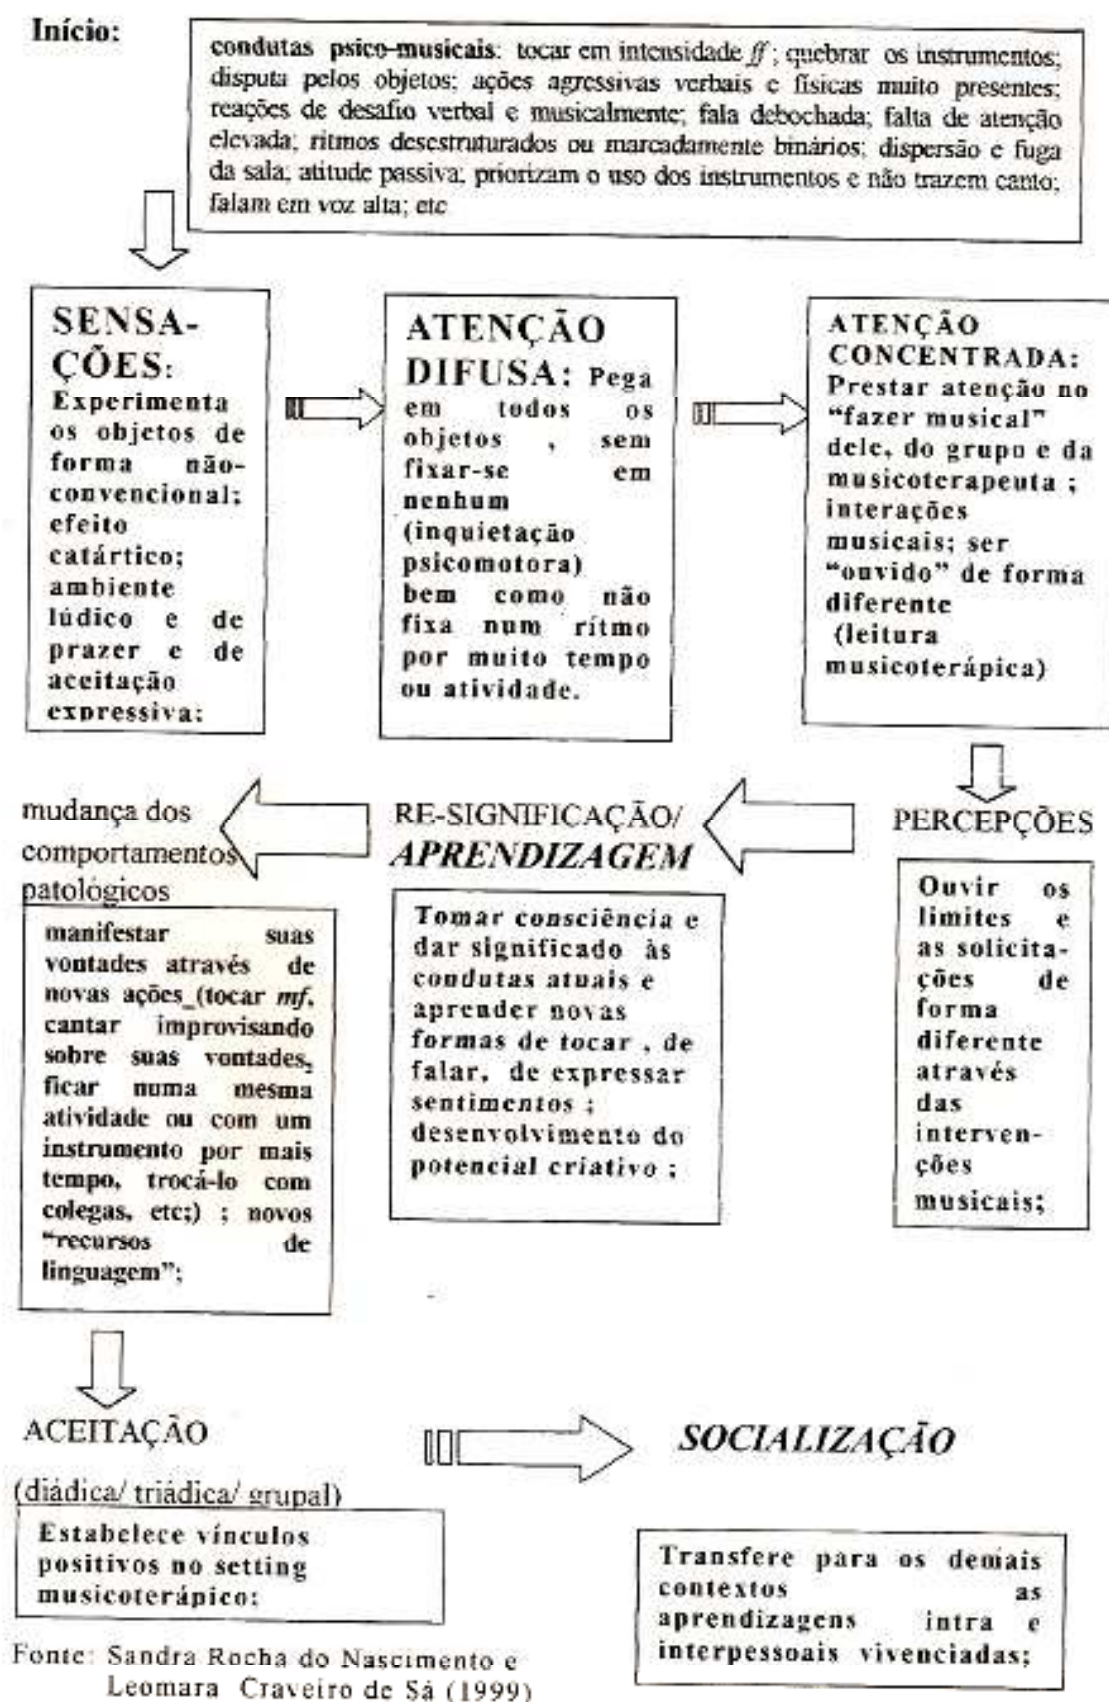 Início:
condutas psico-musicais: tocar em intensidade ff ; quebrar os instrumentos;
disputa pelos objetos; ações agressivas verbais e físicas muito presentes;
reações de desafio verbal e musicalmente; fala debochada; falta de atenção
elevada; ritmos desestruturados ou marcadamente binários; dispersão e fuga
da sala; atitude passiva; priorizam o uso dos instrumentos e não trazem canto;
falam em voz alta; etc
SENSA-
ÇÕES:
Experimenta
os objetos de
forma não-
convencional;
efeito
catártico;
ambiente
lúdico e de
prazer e de
aceitação
expressiva;
ATENÇÃO
DIFUSA: Pega
em todos os
objetos , sem
fixar-se em
nenhum
(inquietação
psicomotora)
bem como não
fixa num rítmo
por muito tempo
ou atividade.
ATENÇÃO
CONCENTRADA:
Prestar atenção no
“fazer musical”
dele, do grupo e da
musicoterapeuta ;
interações
musicais; ser
“ouvido” de forma
diferente
(leitura
musicoterápica)
PERCEPÇÕES
Ouvir os
limites e
as solicita-
ções de
forma
diferente
através
das
interven-
ções
musicais;
RE-SIGNIFICAÇÃO/
APRENDIZAGEM
Tomar consciência e
dar significado às
condutas atuais e
aprender novas
formas de tocar , de
falar, de expressar
sentimentos ;
desenvolvimento do
potencial criativo ;
mudança dos
comportamentos
patológicos
manifestar suas
vontades através de
novas ações_(tocar mf,
cantar improvisando
sobre suas vontades,
ficar numa mesma
atividade ou com um
instrumento por mais
tempo, trocá-lo com
colegas, etc;) ; novos
“recursos de
linguagem”;
ACEITAÇÃO
(diádica/ triádica/ grupal)
Estabelece vínculos
positivos no setting
musicoterápico;
SOCIALIZAÇÃO
Transfere para os demais
contextos as
aprendizagens intra e
interpessoais vivenciadas;
Fonte: Sandra Rocha do Nascimento e
Leomara Craveiro de Sá (1999)